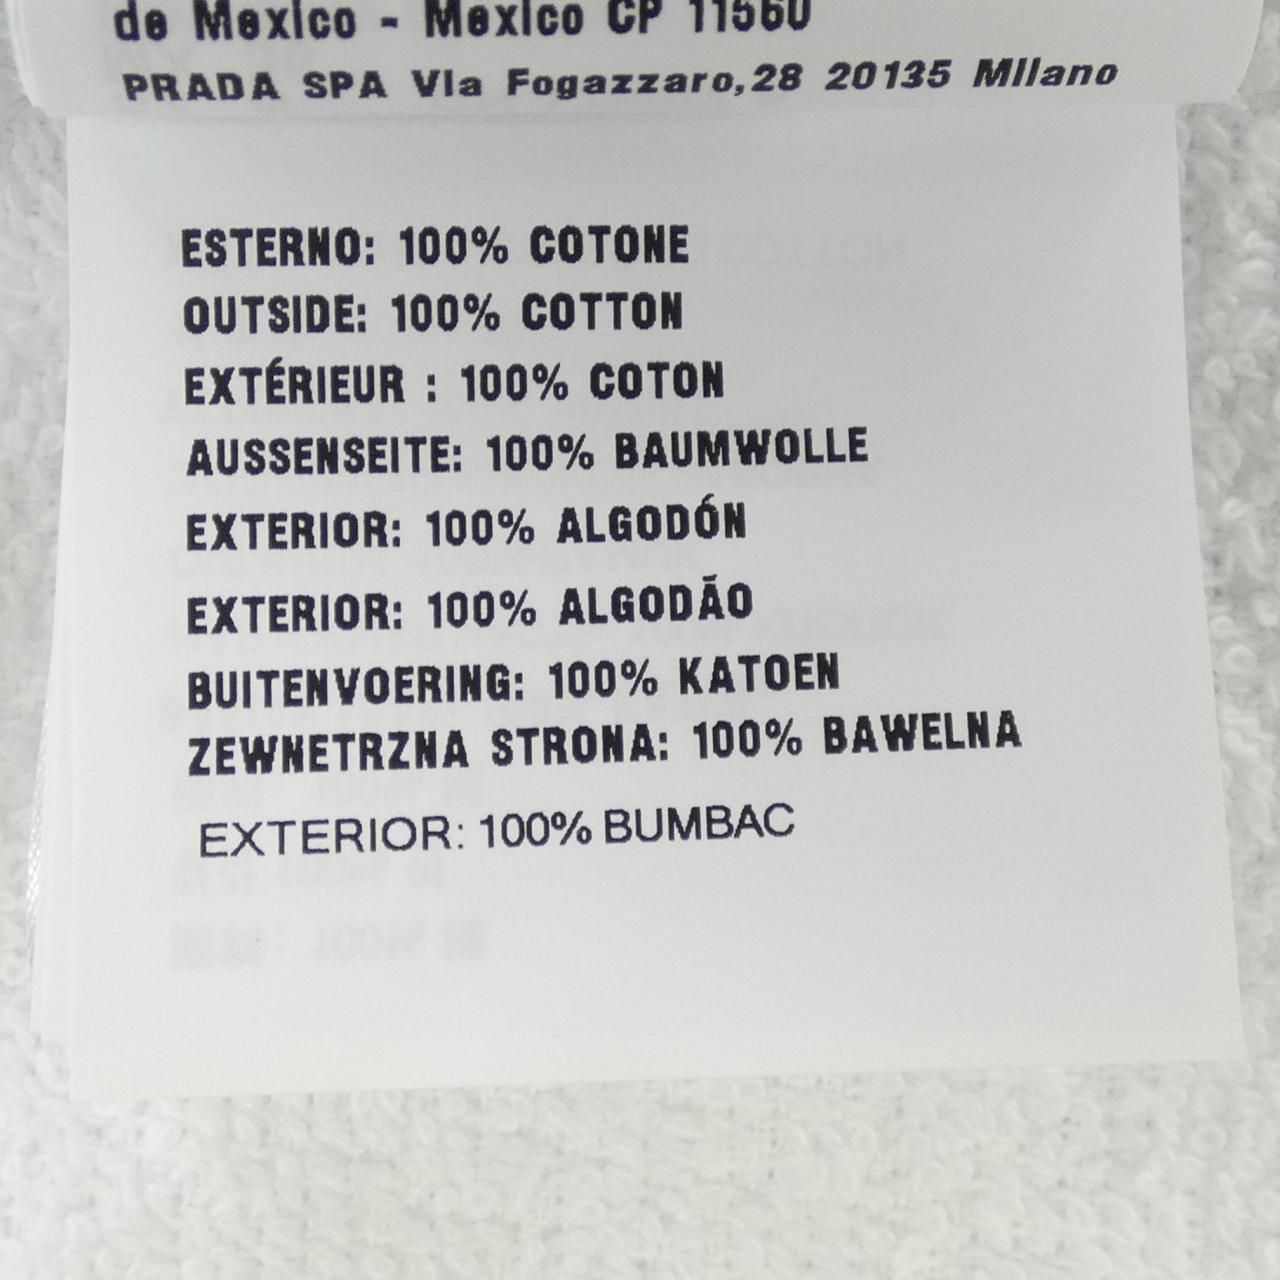 de Mexico - Mexico CP 11560
PRADA SPA Via Fogazzaro,28 20135 Milano
ESTERNO: 100% COTONE
OUTSIDE: 100% COTTON
EXTÉRIEUR : 100% COTON
AUSSENSEITE: 100% BAUMWOLLE
EXTERIOR: 100% ALGODÓN
EXTERIOR: 100% ALGODÃO
BUITENVOERING: 100% KATOEN
ZEWNETRZNA STRONA: 100% BAWELNA
EXTERIOR: 100% BUMBAC